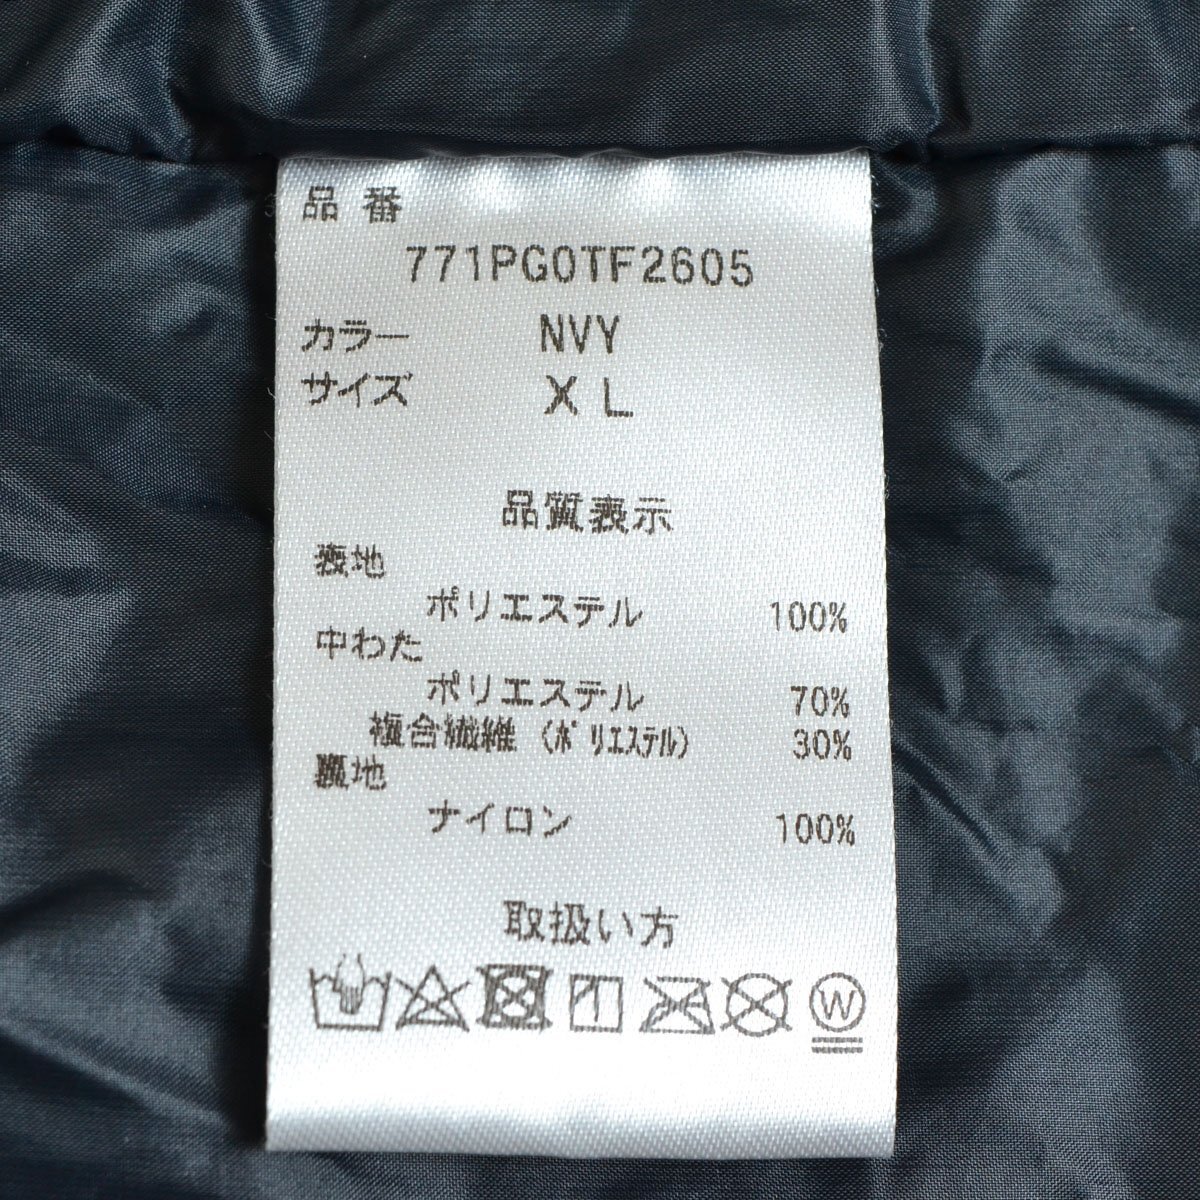 品番
771PG0TF2605
カラー NVY
サイズ XL
品質表示
表地
ポリエステル 100%
中わた
ポリエステル 70%
複合繊維(ポリエステル) 30%
裏地
ナイロン 100%
取扱い方
W